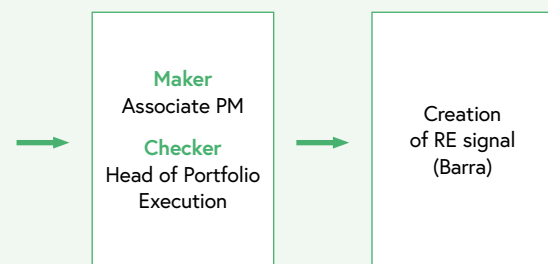 Maker
Associate PM
Checker
Head of Portfolio
Execution
Creation
of RE signal
(Barra)